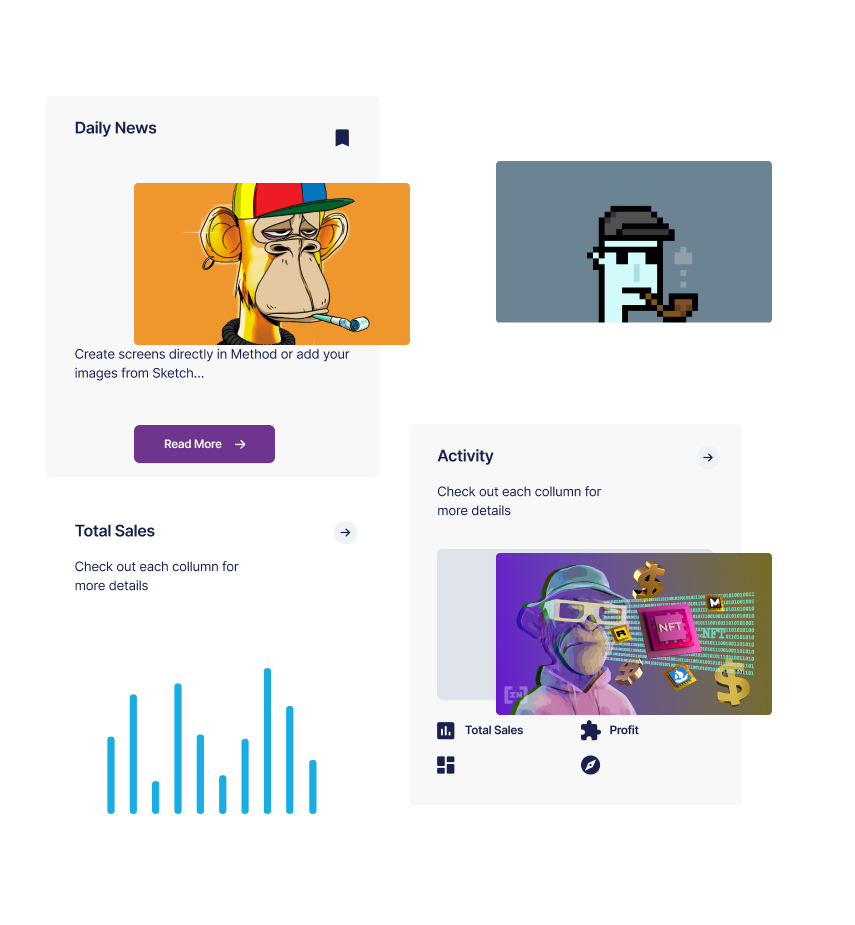 Daily News
Create screens directly in Method or add your
images from Sketch...
Read More
Total Sales
Check out each collumn for
more details
Activity
Check out each collumn for
more details
NFT
NFT
Total Sales
Profit